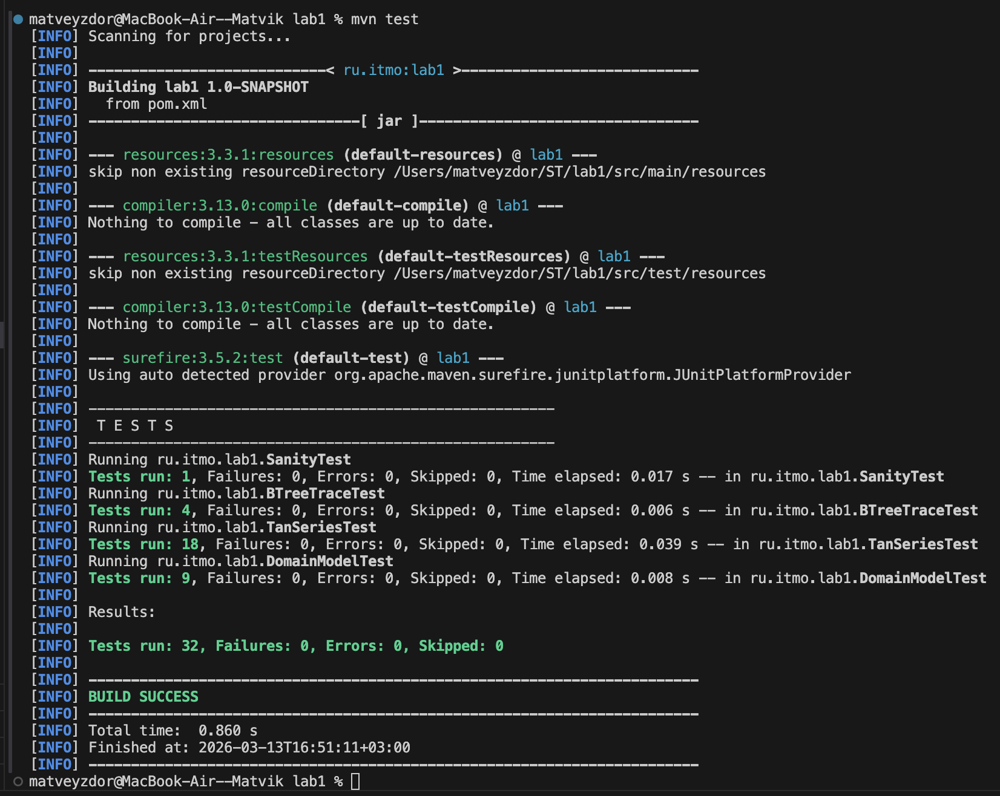 matveyzdor@MacBook-Air--Matvik lab1 % mvn test
[INFO] Scanning for projects...
[INFO]
[INFO] ----------------------------< ru.itmo:lab1 >----------------------------
[INFO] Building lab1 1.0-SNAPSHOT
[INFO]   from pom.xml
[INFO] --------------------------------[ jar ]---------------------------------
[INFO]
[INFO] --- resources:3.3.1:resources (default-resources) @ lab1 ---
[INFO] skip non existing resourceDirectory /Users/matveyzdor/ST/lab1/src/main/resources
[INFO]
[INFO] --- compiler:3.13.0:compile (default-compile) @ lab1 ---
[INFO] Nothing to compile - all classes are up to date.
[INFO]
[INFO] --- resources:3.3.1:testResources (default-testResources) @ lab1 ---
[INFO] skip non existing resourceDirectory /Users/matveyzdor/ST/lab1/src/test/resources
[INFO]
[INFO] --- compiler:3.13.0:testCompile (default-testCompile) @ lab1 ---
[INFO] Nothing to compile - all classes are up to date.
[INFO]
[INFO] --- surefire:3.5.2:test (default-test) @ lab1 ---
[INFO] Using auto detected provider org.apache.maven.surefire.junitplatform.JUnitPlatformProvider
[INFO]
[INFO] -------------------------------------------------------
[INFO]  T E S T S
[INFO] -------------------------------------------------------
[INFO] Running ru.itmo.lab1.SanityTest
[INFO] Tests run: 1, Failures: 0, Errors: 0, Skipped: 0, Time elapsed: 0.017 s -- in ru.itmo.lab1.SanityTest
[INFO] Running ru.itmo.lab1.BTreeTraceTest
[INFO] Tests run: 4, Failures: 0, Errors: 0, Skipped: 0, Time elapsed: 0.006 s -- in ru.itmo.lab1.BTreeTraceTest
[INFO] Running ru.itmo.lab1.TanSeriesTest
[INFO] Tests run: 18, Failures: 0, Errors: 0, Skipped: 0, Time elapsed: 0.039 s -- in ru.itmo.lab1.TanSeriesTest
[INFO] Running ru.itmo.lab1.DomainModelTest
[INFO] Tests run: 9, Failures: 0, Errors: 0, Skipped: 0, Time elapsed: 0.008 s -- in ru.itmo.lab1.DomainModelTest
[INFO]
[INFO] Results:
[INFO]
[INFO] Tests run: 32, Failures: 0, Errors: 0, Skipped: 0
[INFO]
[INFO] ------------------------------------------------------------------------
[INFO] BUILD SUCCESS
[INFO] ------------------------------------------------------------------------
[INFO] Total time:  0.860 s
[INFO] Finished at: 2026-03-13T16:51:11+03:00
[INFO] ------------------------------------------------------------------------
matveyzdor@MacBook-Air--Matvik lab1 %